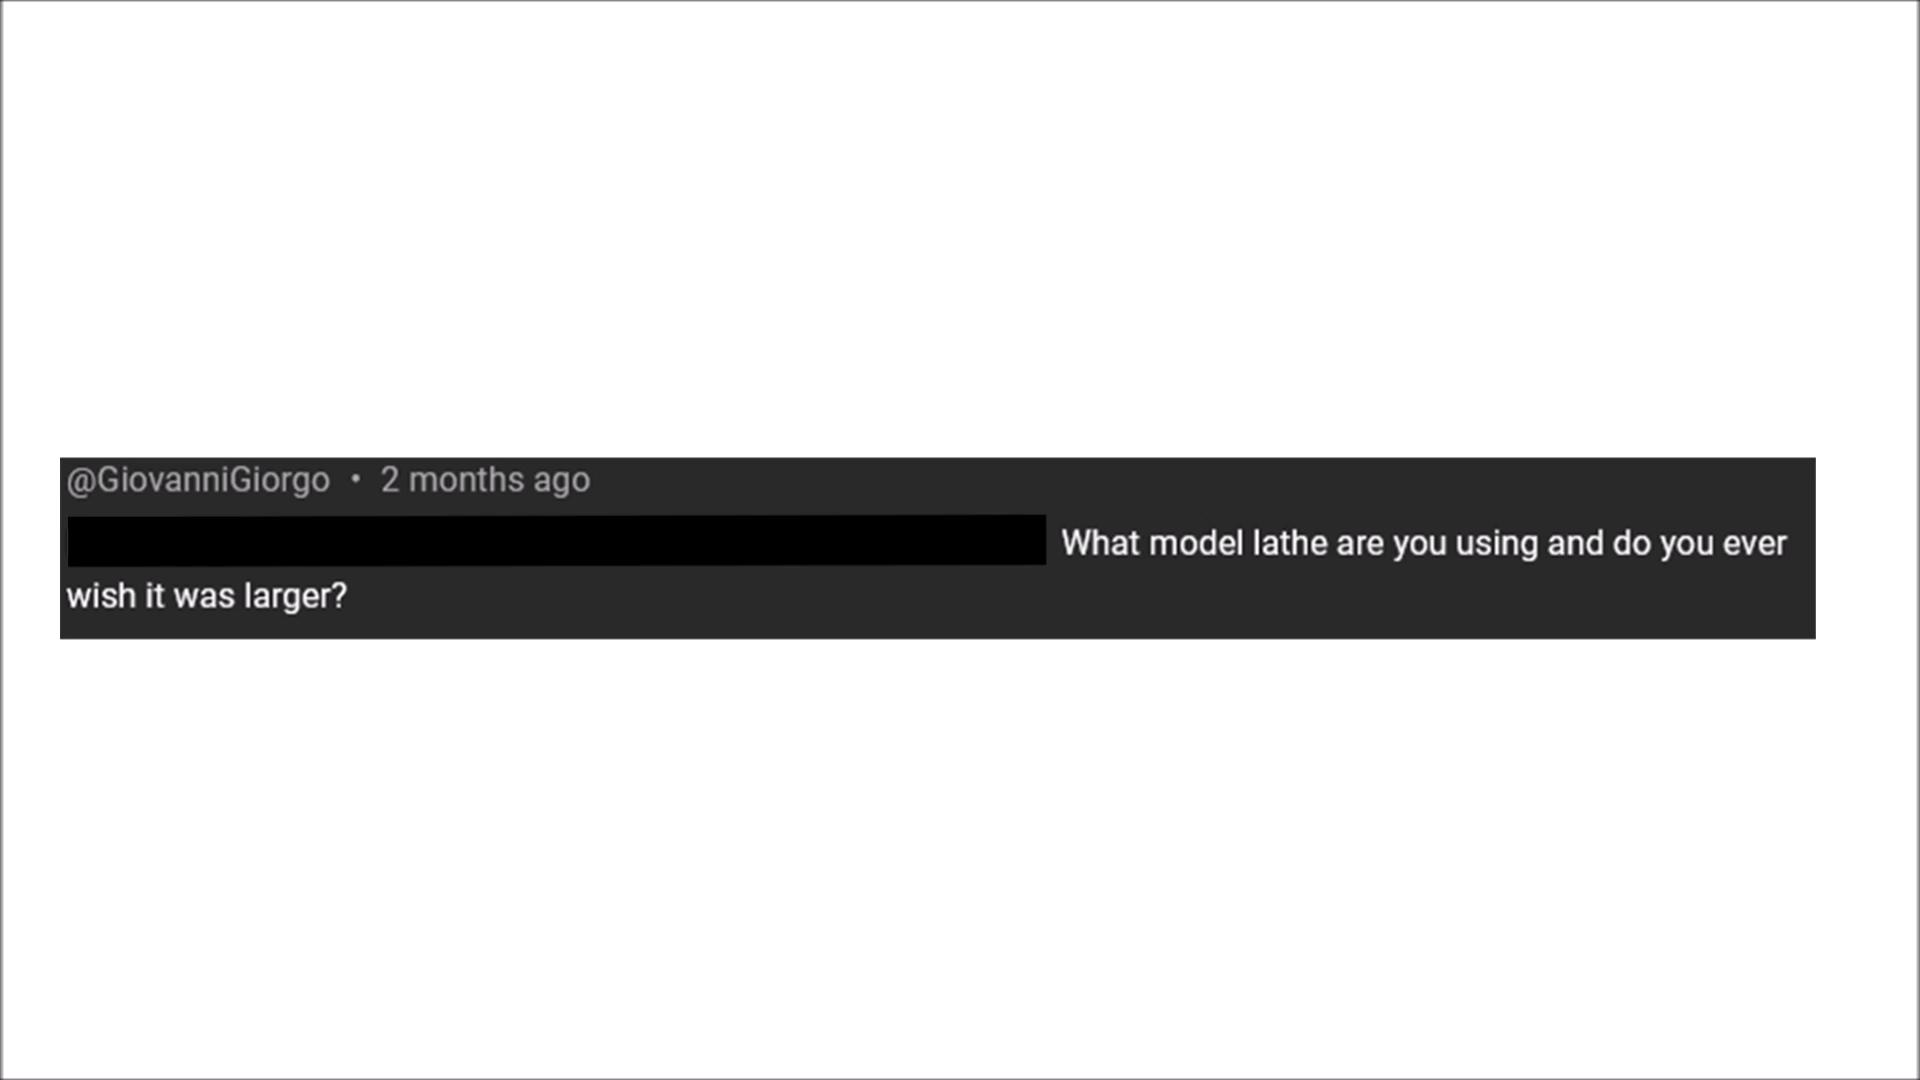 @GiovanniGiorgo • 2 months ago
What model lathe are you using and do you ever
wish it was larger?